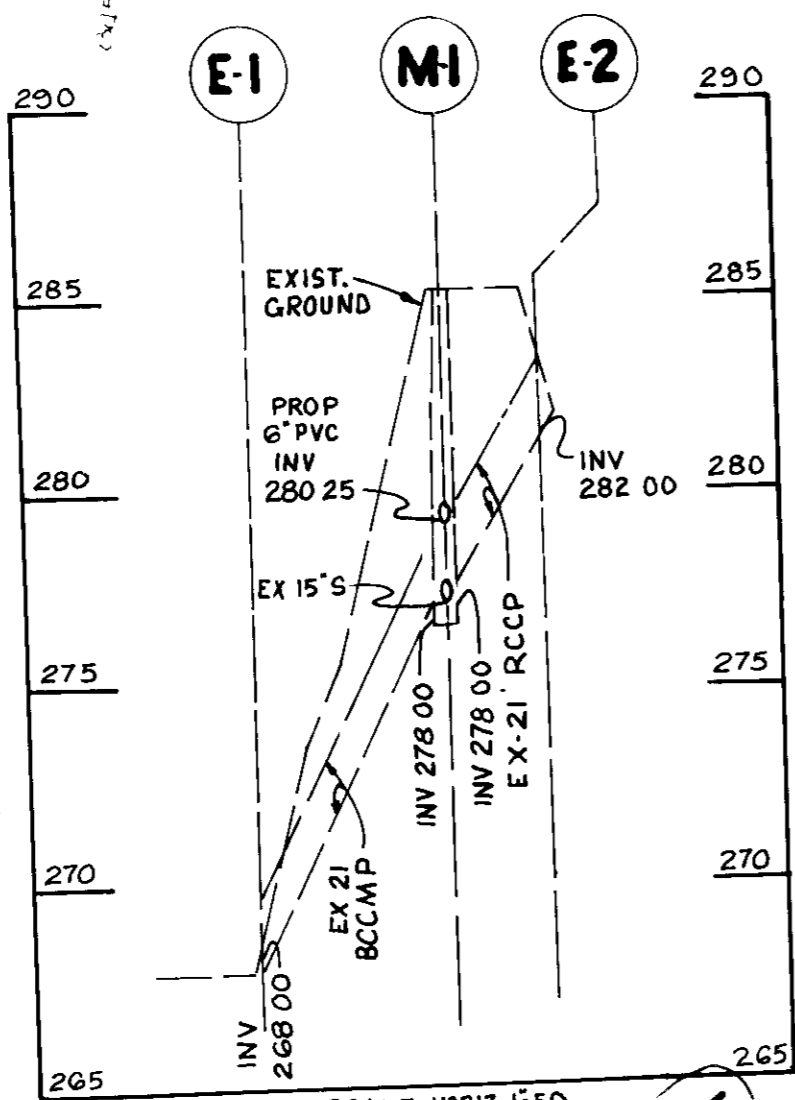 E-1
M-1
E-2
290
290
EXIST.
GROUND
285
285
PROP
6" PVC
INV
280 25
280
INV
282 00
280
EX 15" S
275
275
INV 278 00
INV 278 00
EX-21' RCCP
EX 21
BCCMP
270
270
INV
268 00
265
265